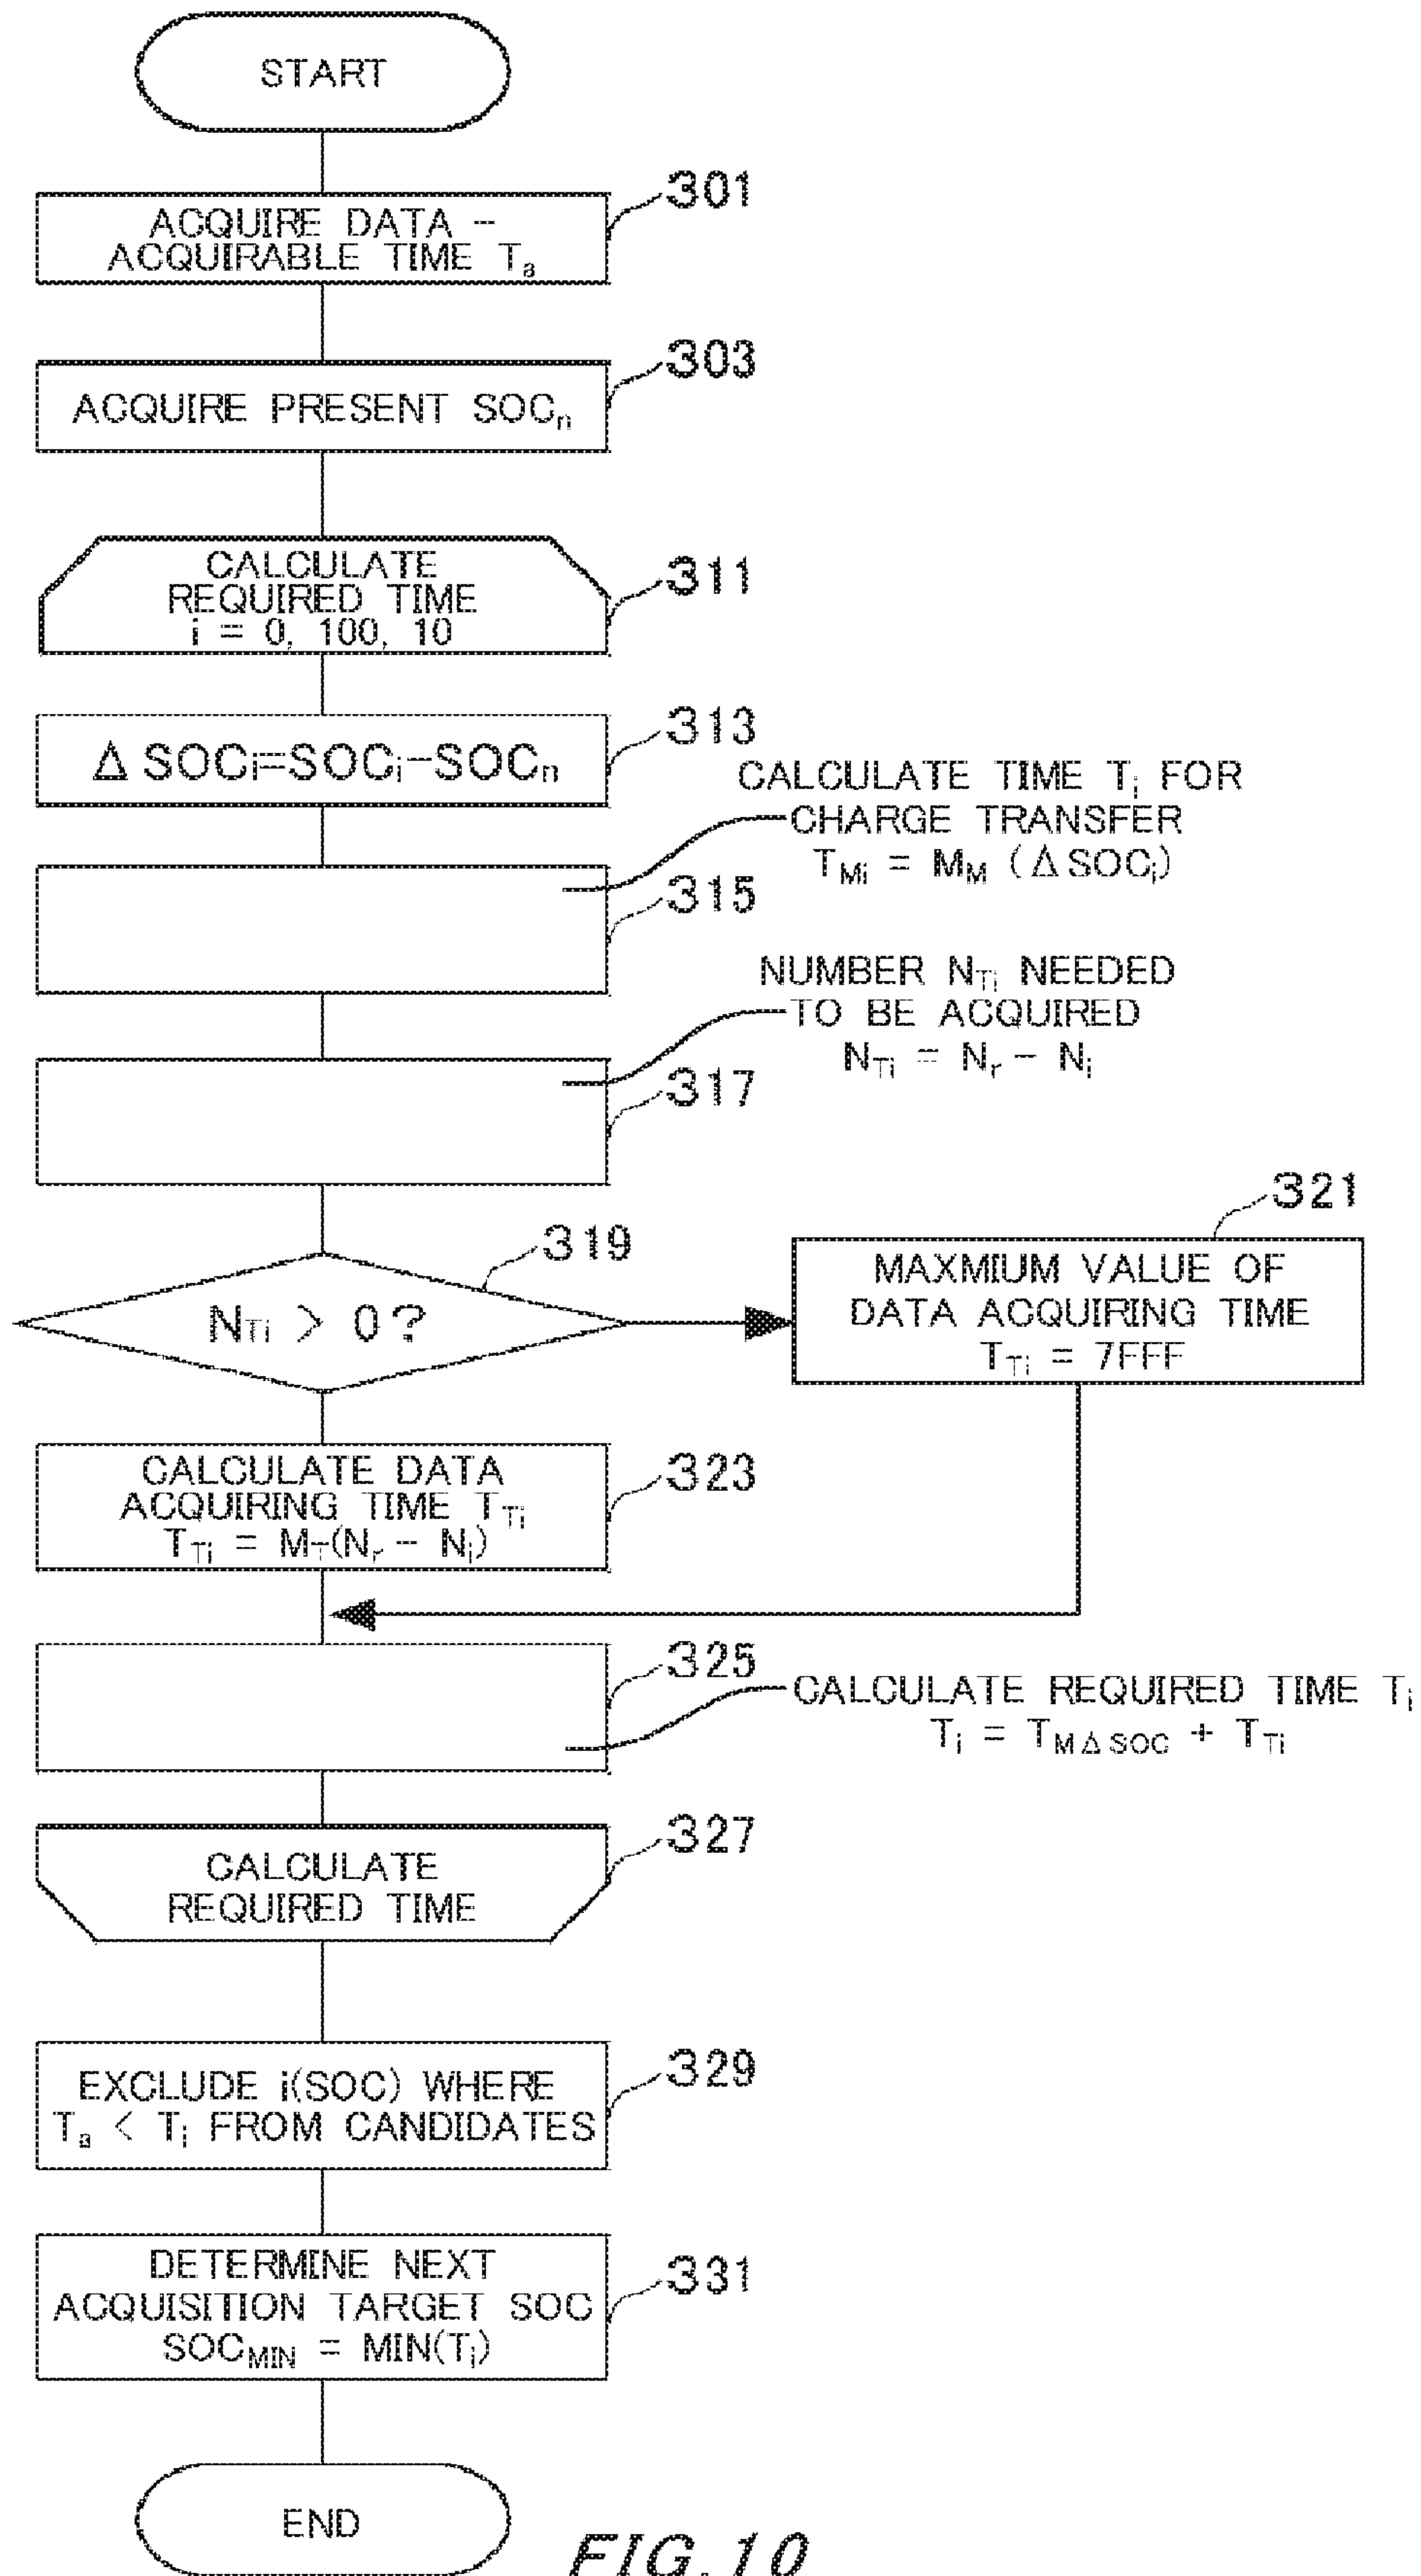 START
301
ACQUIRE DATA -
ACQUIRABLE TIME Ta
303
ACQUIRE PRESENT SOCn
311
CALCULATE
REQUIRED TIME
i = 0, 100, 10
313
Δ SOCi=SOCi-SOCn
CALCULATE TIME Ti FOR
CHARGE TRANSFER
TMi = MM (Δ SOCi)
315
NUMBER NTi NEEDED
TO BE ACQUIRED
NTi = Nr - Ni
317
319
NTi > 0?
321
MAXMIUM VALUE OF
DATA ACQUIRING TIME
TTi = 7FFF
323
CALCULATE DATA
ACQUIRING TIME TTi
TTi = MT(Nr - Ni)
325
CALCULATE REQUIRED TIME Ti
Ti = TMΔSOC + TTi
327
CALCULATE
REQUIRED TIME
329
EXCLUDE i(SOC) WHERE
Ta < Ti FROM CANDIDATES
331
DETERMINE NEXT
ACQUISITION TARGET SOC
SOCMIN = MIN(Ti)
END
FIG.10